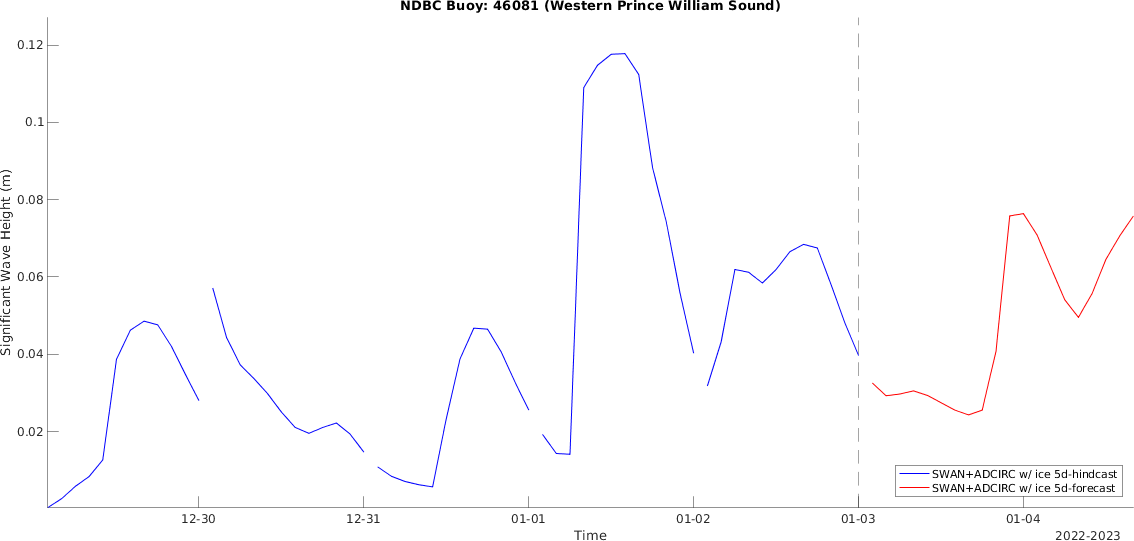 NDBC Buoy: 46081 (Western Prince William Sound)
0.12
0.1
0.08
0.06
0.04
0.02
Significant Wave Height (m)
12-30
12-31
01-01
01-02
01-03
01-04
Time
2022-2023
SWAN+ADCIRC w/ ice 5d-hindcast
SWAN+ADCIRC w/ ice 5d-forecast